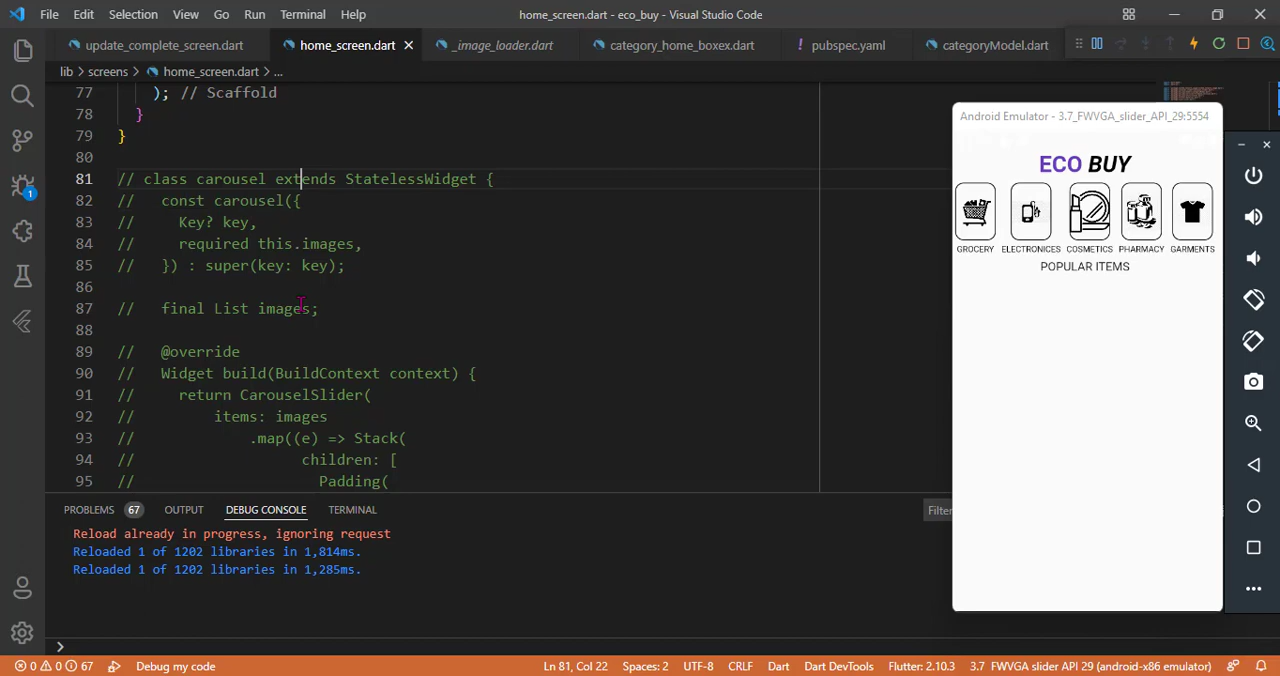 File Edit Selection View Go Run Terminal Help home_screen.dart - eco_buy - Visual Studio Code
update_complete_screen.dart home_screen.dart _image_loader.dart category_home_boxex.dart ! pubspec.yaml categoryModel.dart
lib > screens > home_screen.dart > ...
77 ); // Scaffold
78 }
79 }
80
81 // class carousel extends StatelessWidget {
82 // const carousel({
83 // Key? key,
84 // required this.images,
85 // }) : super(key: key);
86 //
87 // final List images;
88 //
89 // @override
90 // Widget build(BuildContext context) {
91 // return CarouselSlider(
92 // items: images
93 // .map((e) => Stack(
94 // children: [
95 // Padding(
Android Emulator - 3.7_FWVGA_slider_API_29:5554
ECO BUY
GROCERY ELECTRONICES COSMETICS PHARMACY GARMENTS
POPULAR ITEMS
1
PROBLEMS 67 OUTPUT DEBUG CONSOLE TERMINAL Filter
Reload already in progress, ignoring request
Reloaded 1 of 1202 libraries in 1,814ms.
Reloaded 1 of 1202 libraries in 1,285ms.
0 0 67 Debug my code Ln 81, Col 22 Spaces: 2 UTF-8 CRLF Dart Dart DevTools Flutter: 2.10.3 3.7 FWVGA slider API 29 (android-x86 emulator)